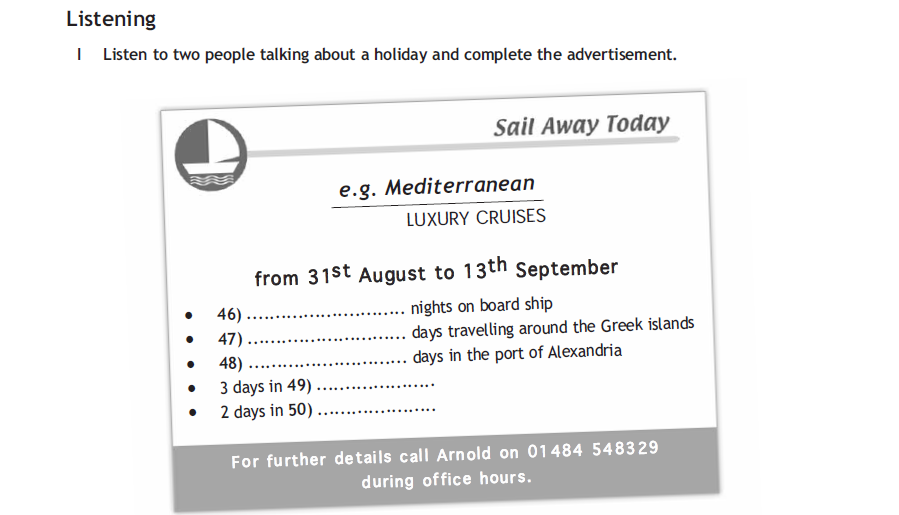 Listening
I Listen to two people talking about a holiday and complete the advertisement.
Sail Away Today
e.g. Mediterranean
LUXURY CRUISES
from 31st August to 13th September
• 46) ............................ nights on board ship
• 47) ............................ days travelling around the Greek islands
• 48) ............................ days in the port of Alexandria
• 3 days in 49) .....................
• 2 days in 50) .....................
For further details call Arnold on 01484 548329
during office hours.